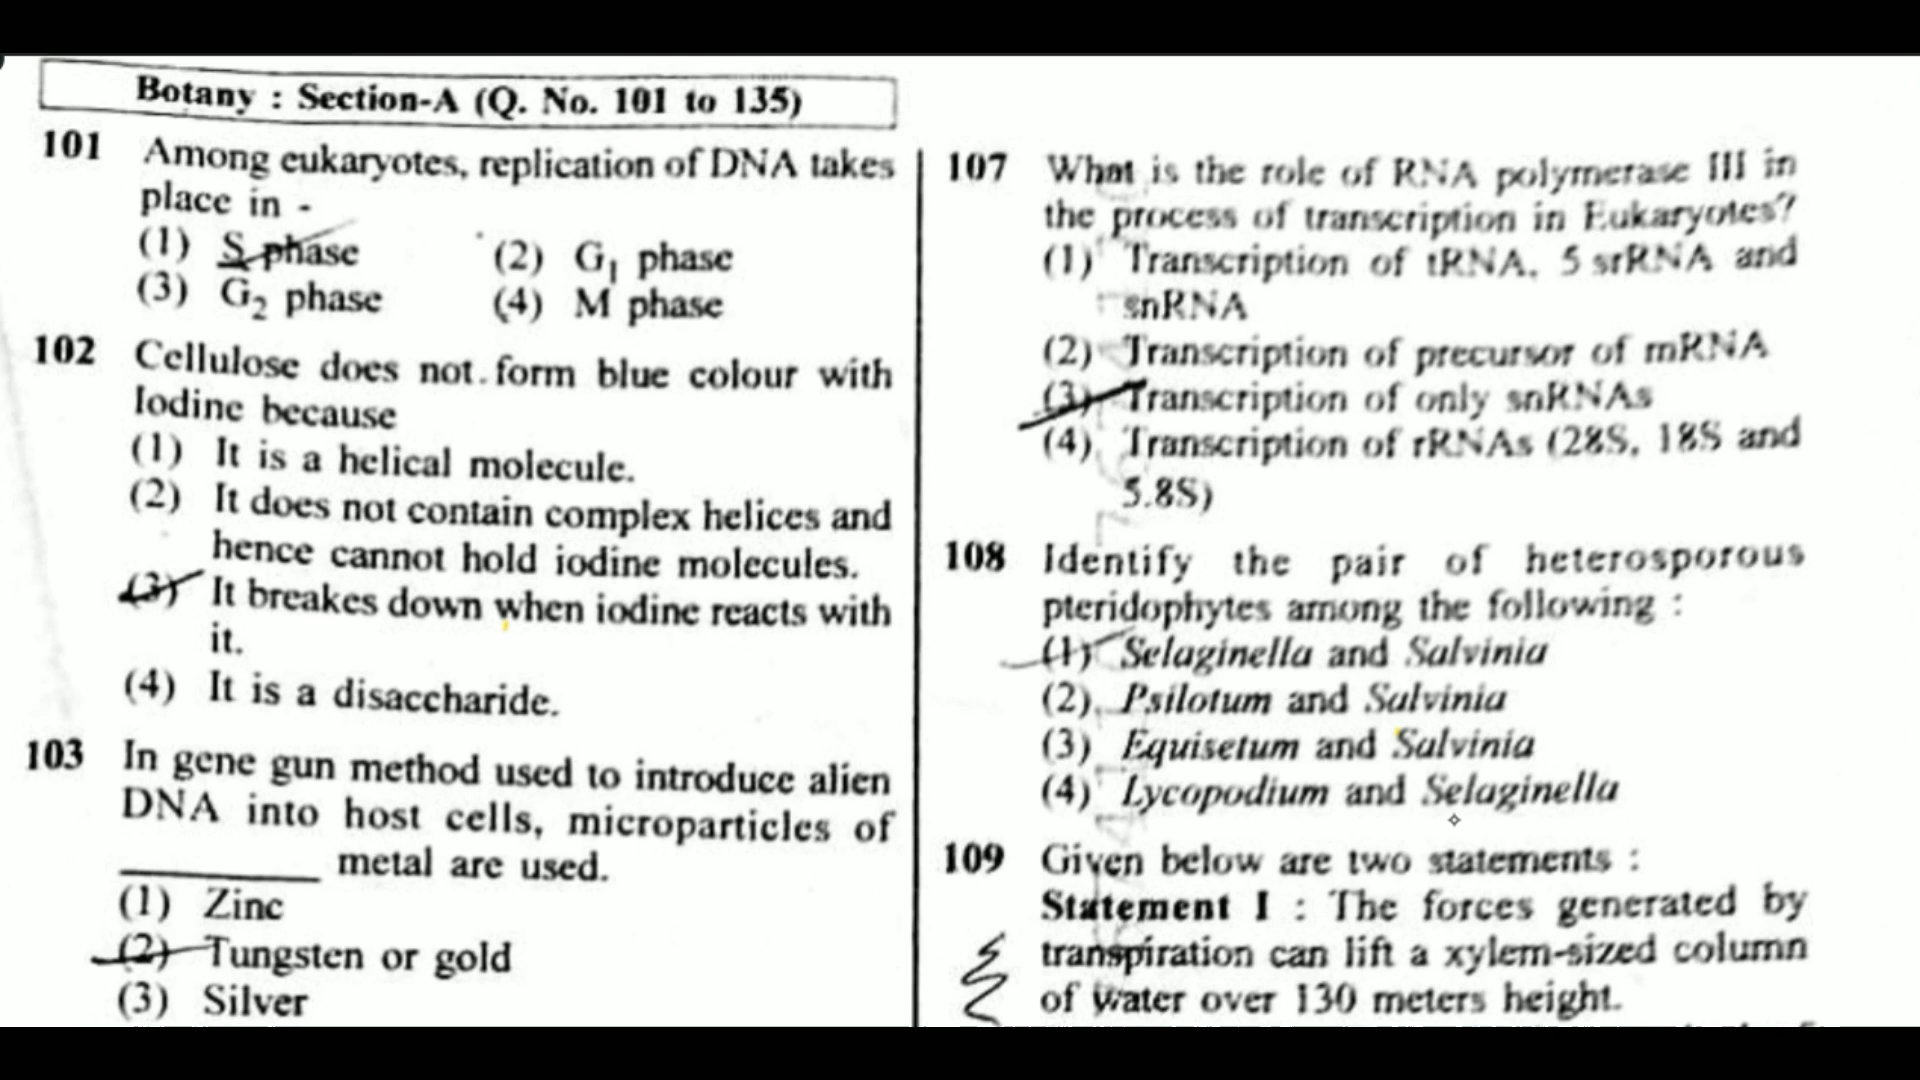 Botany : Section-A (Q. No. 101 to 135)
101 Among eukaryotes, replication of DNA takes
place in -
(1) S phase (2) G₁ phase
(3) G₂ phase (4) M phase
102 Cellulose does not form blue colour with
Iodine because
(1) It is a helical molecule.
(2) It does not contain complex helices and
hence cannot hold iodine molecules.
(3) It breakes down when iodine reacts with
it.
(4) It is a disaccharide.
103 In gene gun method used to introduce alien
DNA into host cells, microparticles of
__________ metal are used.
(1) Zinc
(2) Tungsten or gold
(3) Silver
107 What is the role of RNA polymerase III in
the process of transcription in Eukaryotes?
(1) Transcription of tRNA, 5 srRNA and
snRNA
(2) Transcription of precursor of mRNA
(3) Transcription of only snRNAs
(4) Transcription of rRNAs (28S, 18S and
5.8S)
108 Identify the pair of heterosporous
pteridophytes among the following :
(1) Selaginella and Salvinia
(2) Psilotum and Salvinia
(3) Equisetum and Salvinia
(4) Lycopodium and Selaginella
109 Given below are two statements :
Statement I : The forces generated by
transpiration can lift a xylem-sized column
of water over 130 meters height.